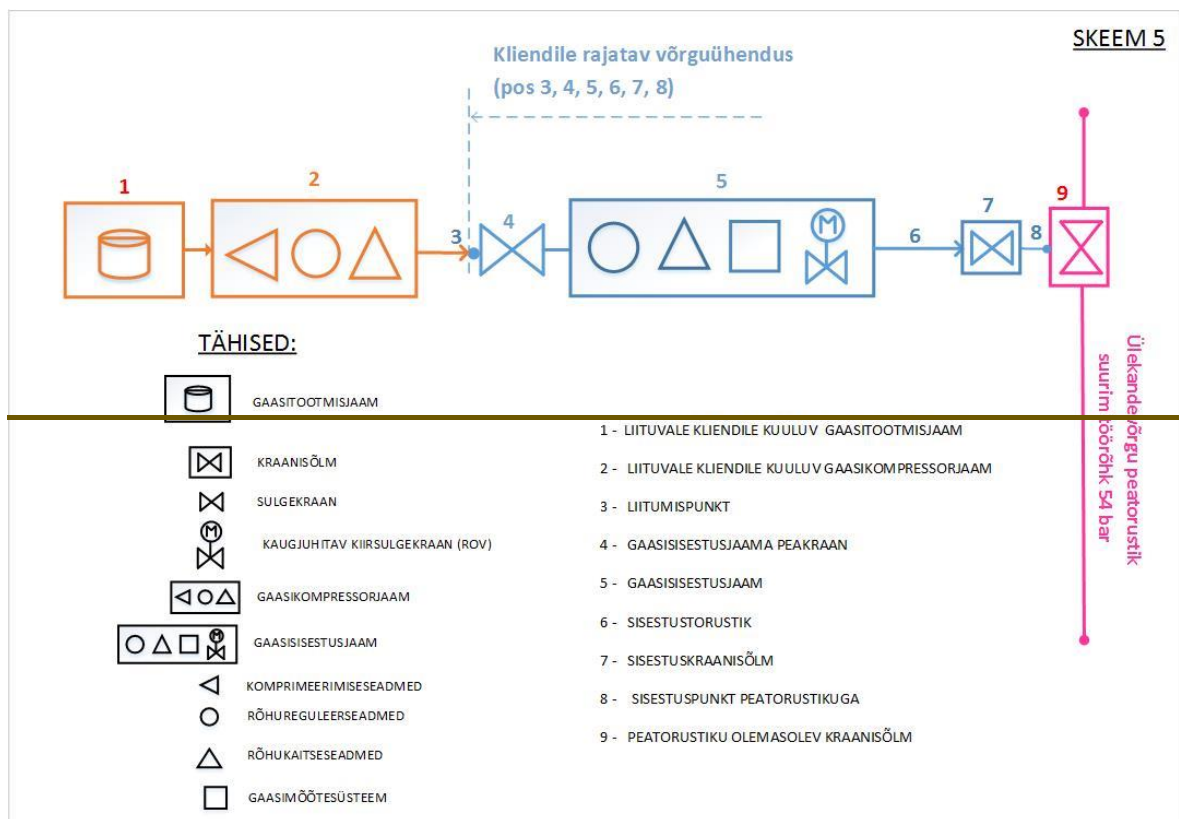 SKEEM 5
Kliendile rajatav võrguühendus
(pos 3, 4, 5, 6, 7, 8)
1
2
3
4
5
6
7
8
9
M
Ülekandevõrgu peatorustik
suurim töörõhk 54 bar
TÄHISED:
GAASITOOTMISJAAM
KRAANISÕLM
SULGEKRAAN
M
KAUGJUHITAV KIIRSULGEKRAAN (ROV)
GAASIKOMPRESSORJAAM
M
GAASISISESTUSJAAM
KOMPRIMEERIMISESEADMED
RÕHUREGULEERSEADMED
RÕHUKAITSESEADMED
GAASIMÕÕTESÜSTEEM
1 - LIITUVALE KLIENDILE KUULUV GAASITOOTMISJAAM
2 - LIITUVALE KLIENDILE KUULUV GAASIKOMPRESSORJAAM
3 - LIITUMISPUNKT
4 - GAASISISESTUSJAAMA PEAKRAAN
5 - GAASISISESTUSJAAM
6 - SISESTUSTORUSTIK
7 - SISESTUSKRAANISÕLM
8 - SISESTUSPUNKT PEATORUSTIKUGA
9 - PEATORUSTIKU OLEMASOLEV KRAANISÕLM